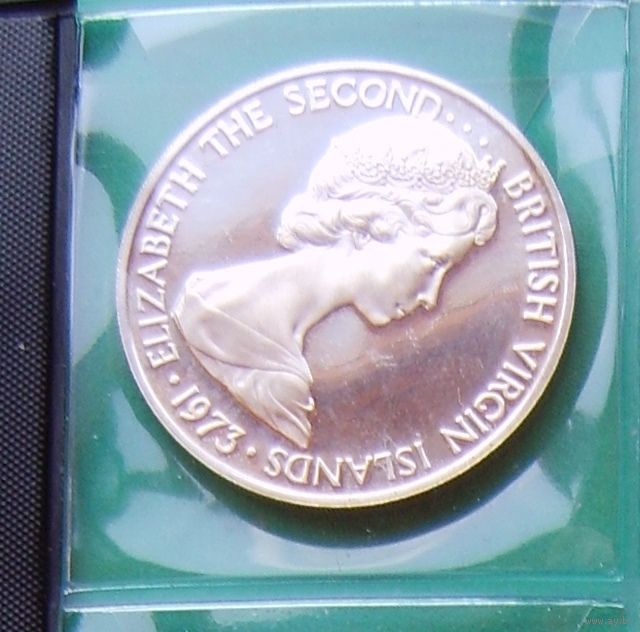 ELIZABETH THE SECOND... BRITISH VIRGIN ISLANDS · 1973 ·